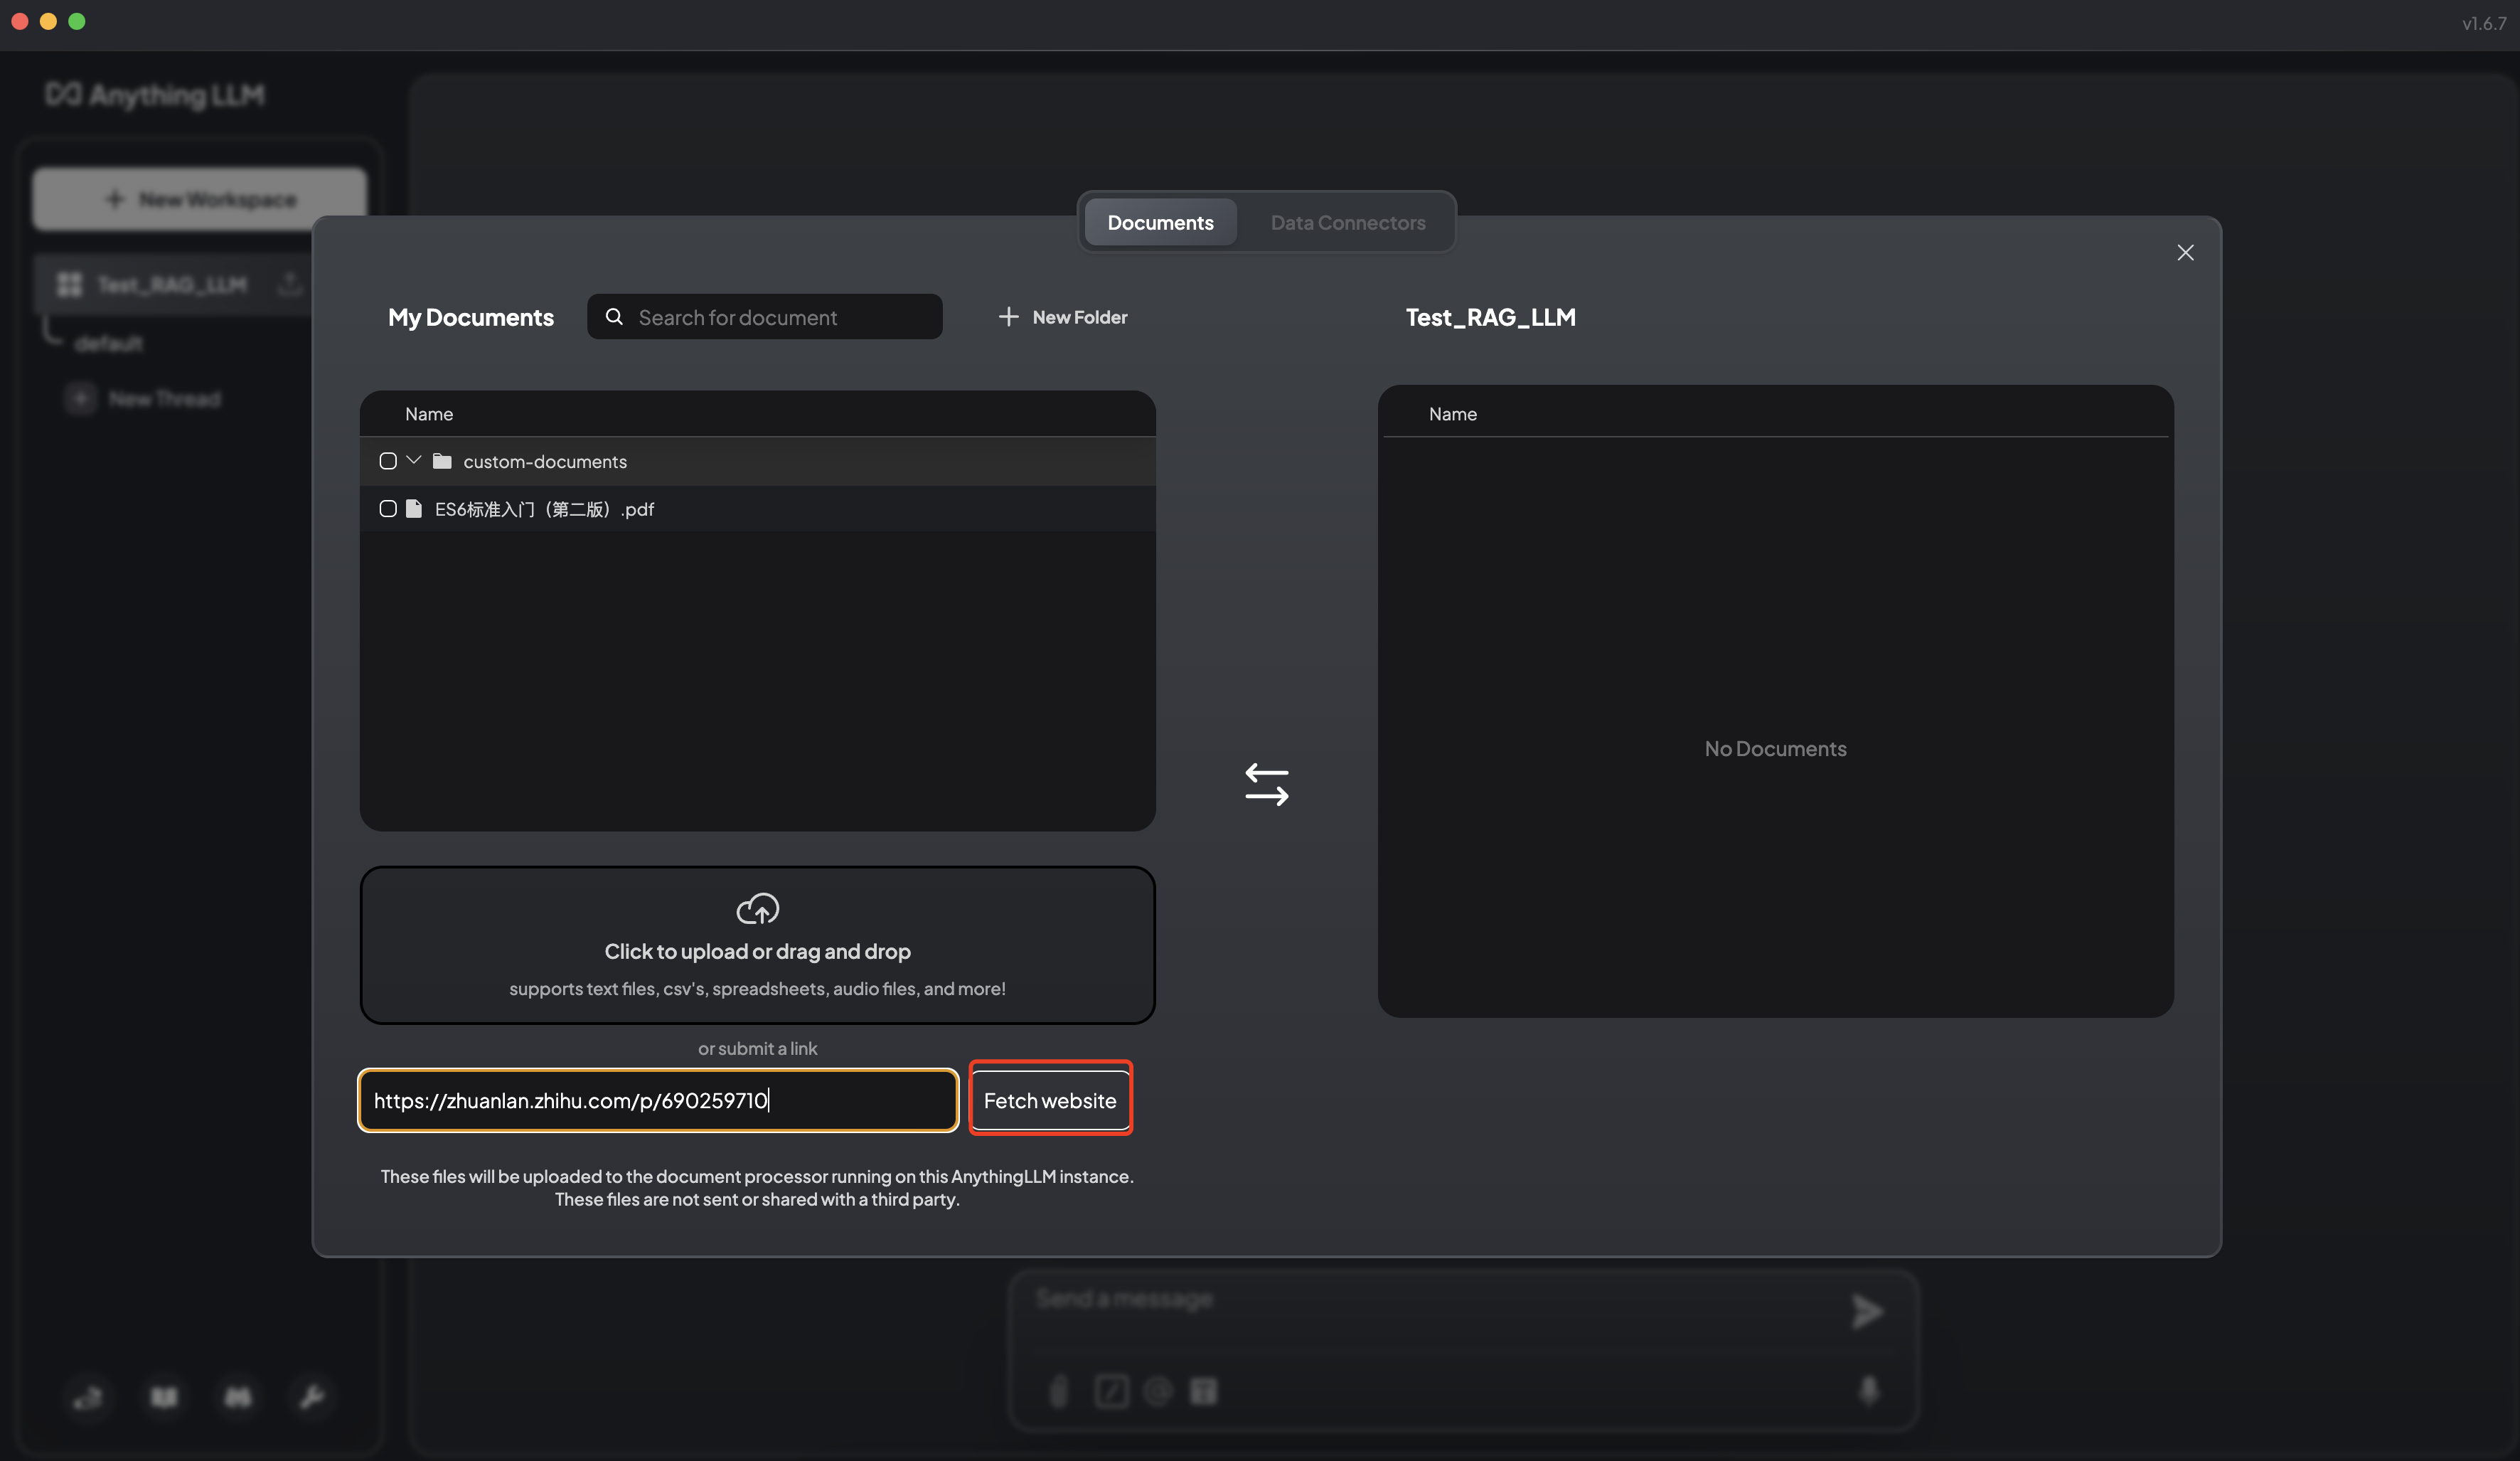 v1.6.7
Anything LLM
New Workspace
Test_RAG_LLM
default
New Thread
Documents
Data Connectors
My Documents
Search for document
New Folder
Test_RAG_LLM
Name
custom-documents
ES6标准入门（第二版）.pdf
Name
No Documents
Click to upload or drag and drop
supports text files, csv's, spreadsheets, audio files, and more!
or submit a link
https://zhuanlan.zhihu.com/p/690259710
Fetch website
These files will be uploaded to the document processor running on this AnythingLLM instance.
These files are not sent or shared with a third party.
Send a message